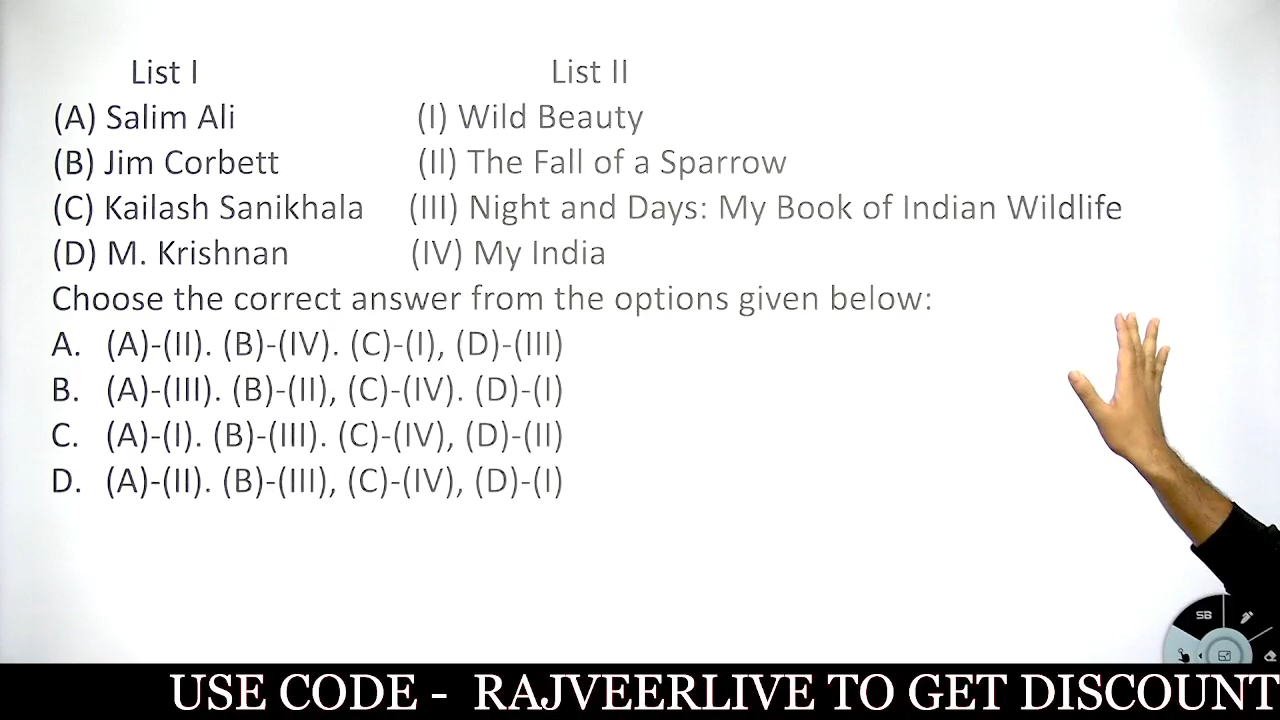 List I List II
(A) Salim Ali (I) Wild Beauty
(B) Jim Corbett (Il) The Fall of a Sparrow
(C) Kailash Sanikhala (III) Night and Days: My Book of Indian Wildlife
(D) M. Krishnan (IV) My India
Choose the correct answer from the options given below:
A. (A)-(II). (B)-(IV). (C)-(I), (D)-(III)
B. (A)-(III). (B)-(II), (C)-(IV). (D)-(I)
C. (A)-(I). (B)-(III). (C)-(IV), (D)-(II)
D. (A)-(II). (B)-(III), (C)-(IV), (D)-(I)
SB
USE CODE - RAJVEERLIVE TO GET DISCOUNT